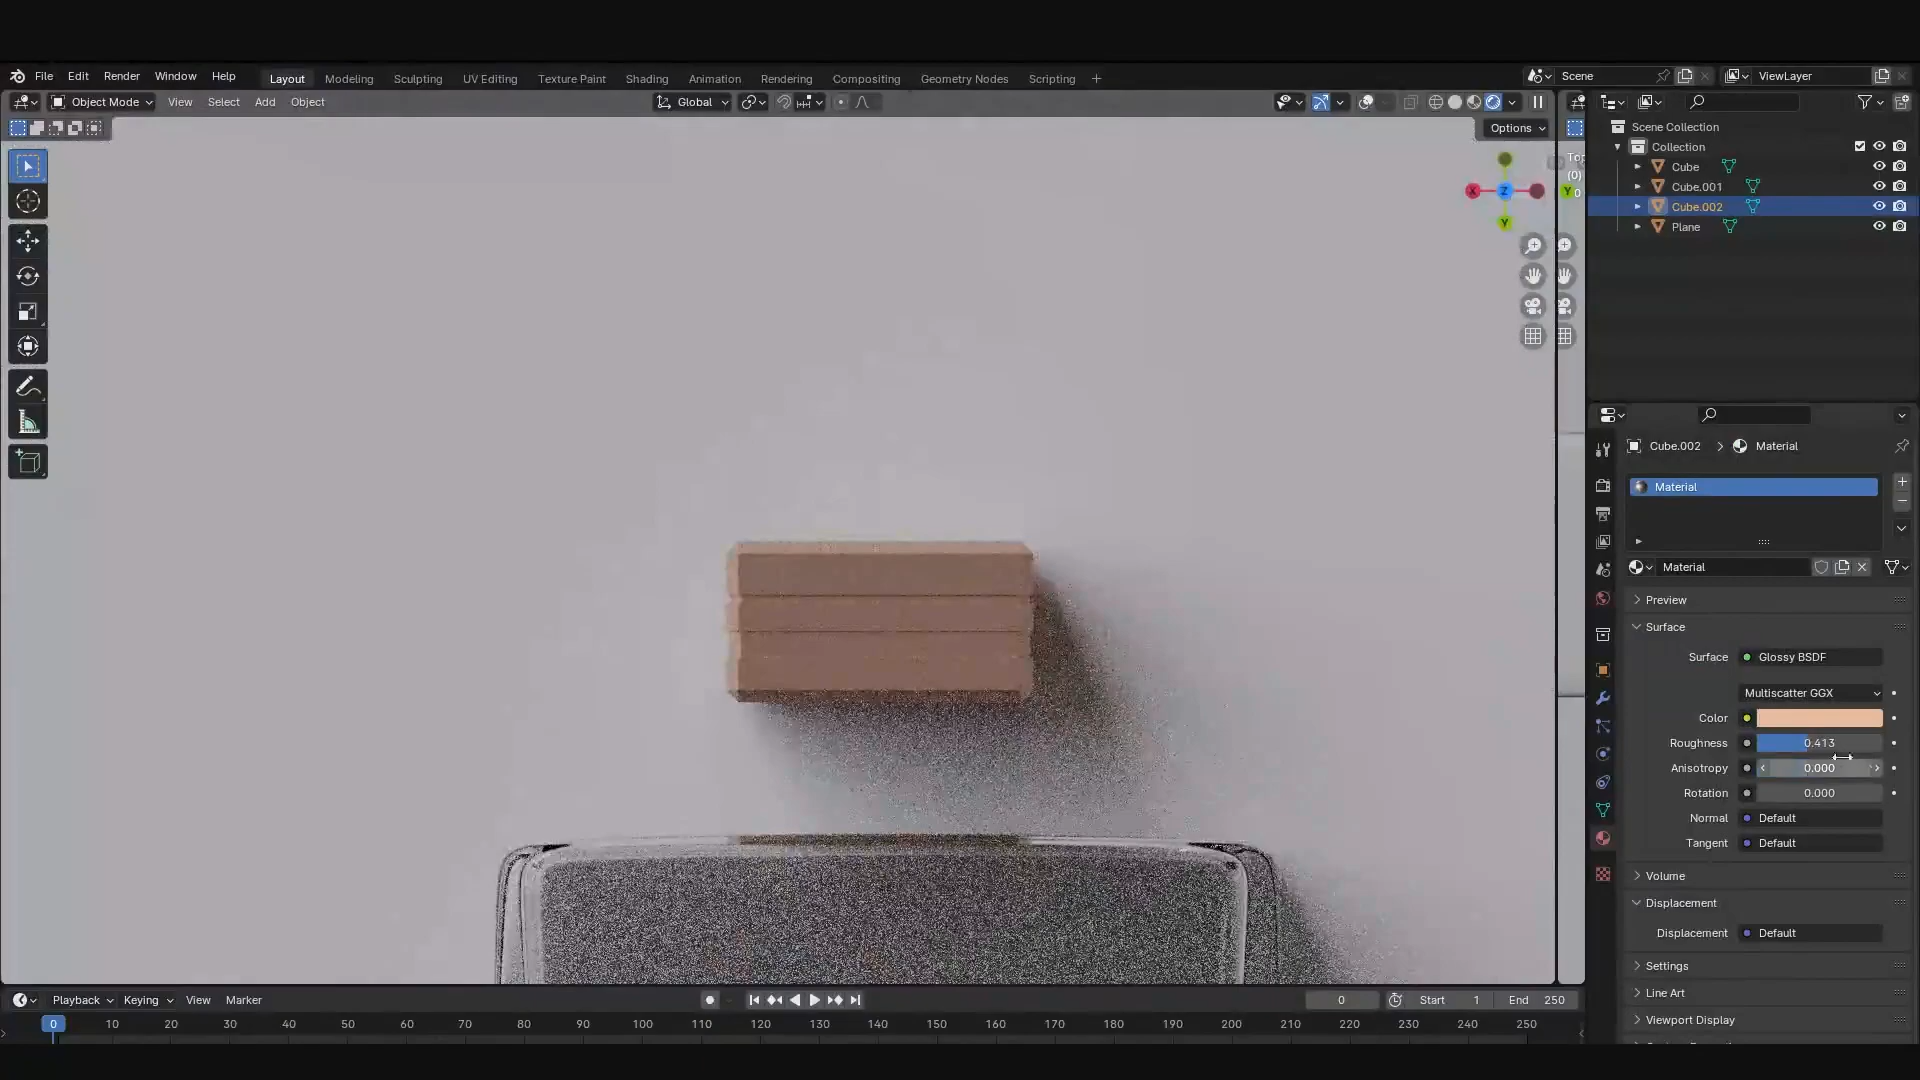 File Edit Render Window Help Layout Modeling Sculpting UV Editing Texture Paint Shading Animation Rendering Compositing Geometry Nodes Scripting + Scene ViewLayer
Object Mode View Select Add Object Global
Options
Top
(0)
Scene Collection
Collection
Cube
Cube.001
Cube.002
Plane
X Z Y
Y
Cube.002 > Material
Material
Material
Preview
Surface
Surface Glossy BSDF
Multiscatter GGX
Color
Roughness 0.413
Anisotropy 0.000
Rotation 0.000
Normal Default
Tangent Default
Volume
Displacement
Displacement Default
Settings
Line Art
Viewport Display
Playback Keying View Marker 0 Start 1 End 250
0 10 20 30 40 50 60 70 80 90 100 110 120 130 140 150 160 170 180 190 200 210 220 230 240 250